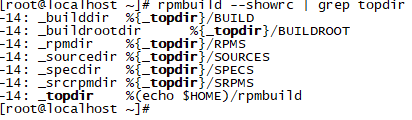 [root@localhost ~]# rpmbuild --showrc | grep topdir
-14: _builddir %{_topdir}/BUILD
-14: _buildrootdir %{_topdir}/BUILDROOT
-14: _rpmdir %{_topdir}/RPMS
-14: _sourcedir %{_topdir}/SOURCES
-14: _specdir %{_topdir}/SPECS
-14: _srcrpmdir %{_topdir}/SRPMS
-14: _topdir %(echo $HOME)/rpmbuild
[root@localhost ~]#